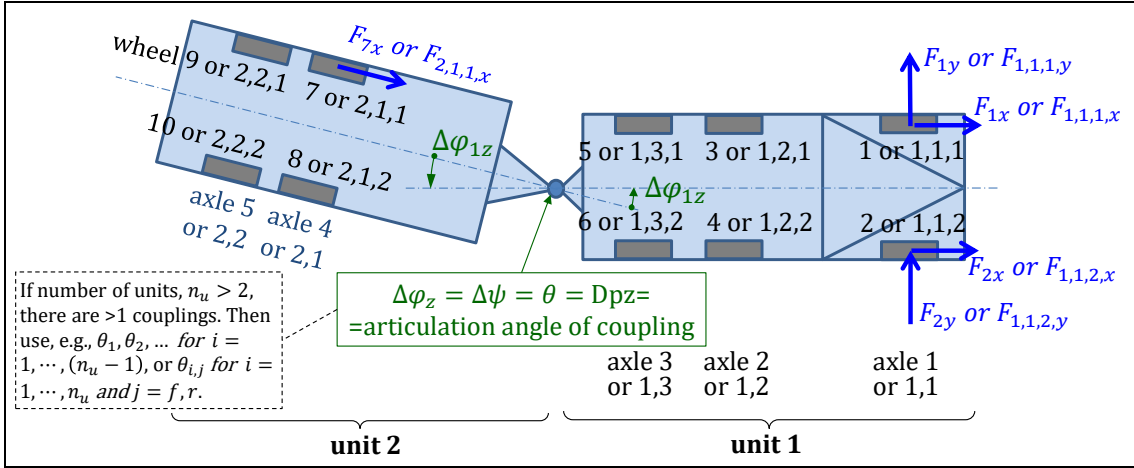 wheel 9 or 2,2,1
7 or 2,1,1
F₇ₓ or F₂,₁,₁,ₓ
10 or 2,2,2
8 or 2,1,2
Δφ₁z
axle 5
or 2,2
axle 4
or 2,1
F₁y or F₁,₁,₁,y
F₁ₓ or F₁,₁,₁,ₓ
5 or 1,3,1
3 or 1,2,1
1 or 1,1,1
Δφ₁z
6 or 1,3,2
4 or 1,2,2
2 or 1,1,2
F₂ₓ or F₁,₁,₂,ₓ
F₂y or F₁,₁,₂,y
If number of units, nᵤ > 2,
there are >1 couplings. Then
use, e.g., θ₁, θ₂, … for i =
1, ⋯ , (nᵤ − 1), or θᵢ,ⱼ for i =
1, ⋯ , nᵤ and j = f, r.
Δφz = Δψ = θ = Dpz=
=articulation angle of coupling
axle 3
or 1,3
axle 2
or 1,2
axle 1
or 1,1
unit 2
unit 1